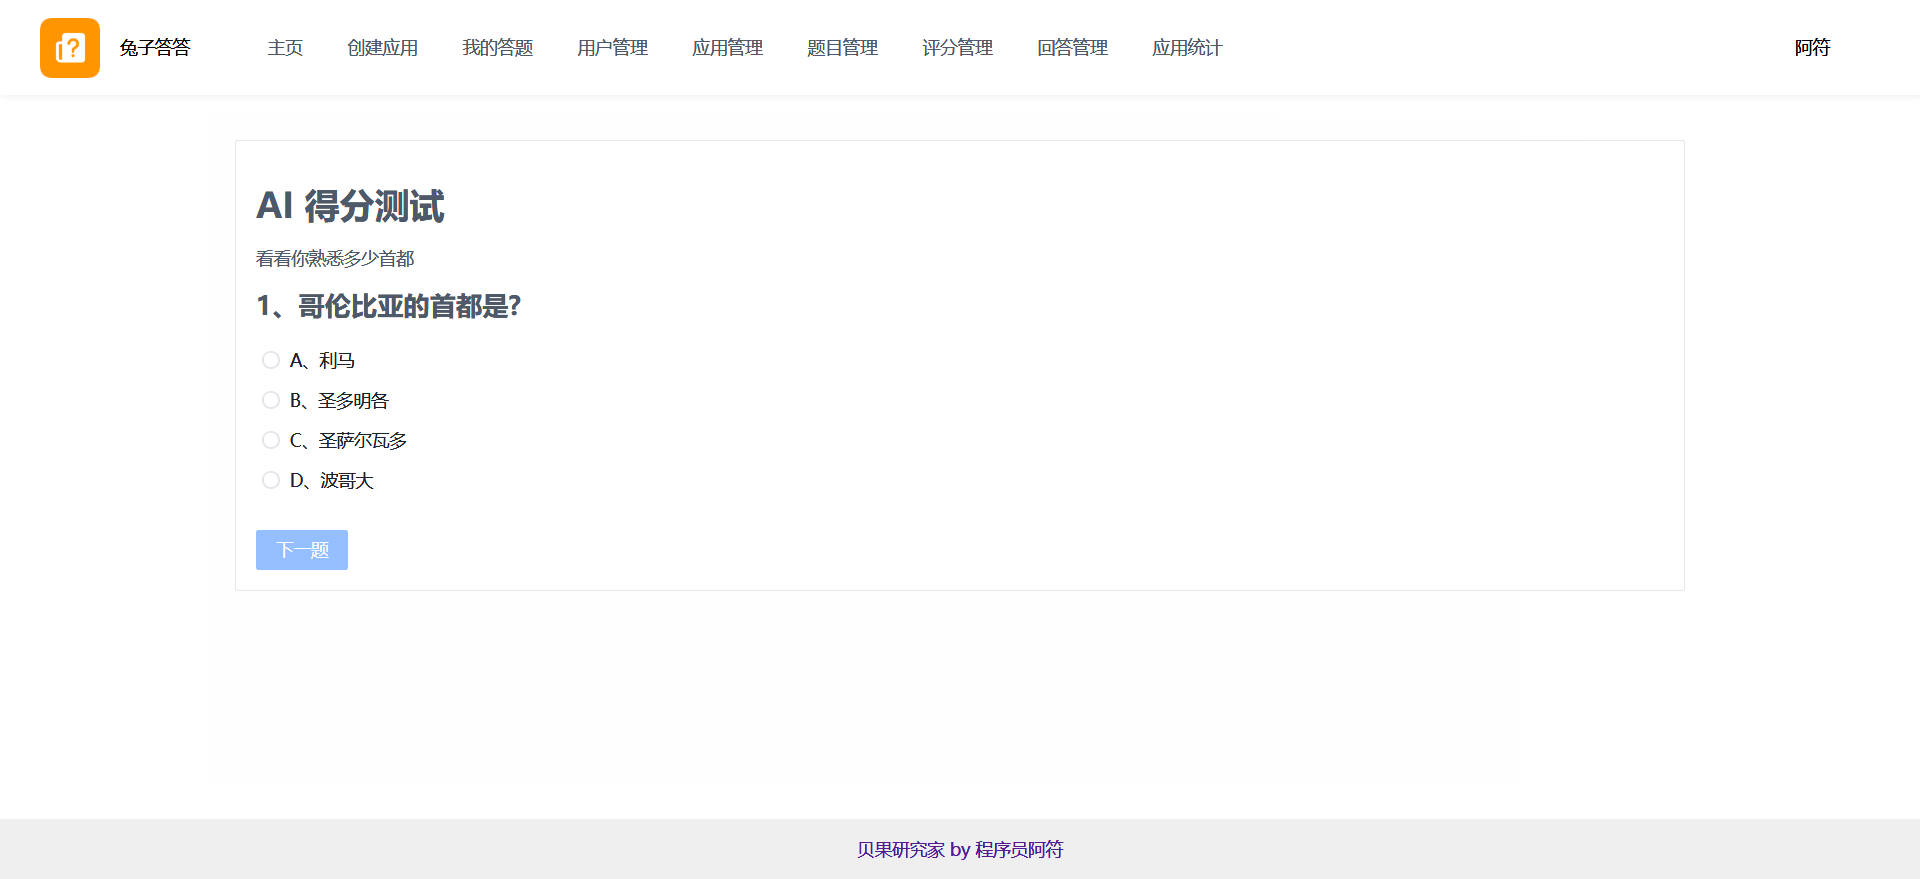 兔子答答 主页 创建应用 我的答题 用户管理 应用管理 题目管理 评分管理 回答管理 应用统计 阿符
AI 得分测试
看看你熟悉多少首都
1、哥伦比亚的首都是?
A、利马
B、圣多明各
C、圣萨尔瓦多
D、波哥大
下一题
贝果研究家 by 程序员阿符